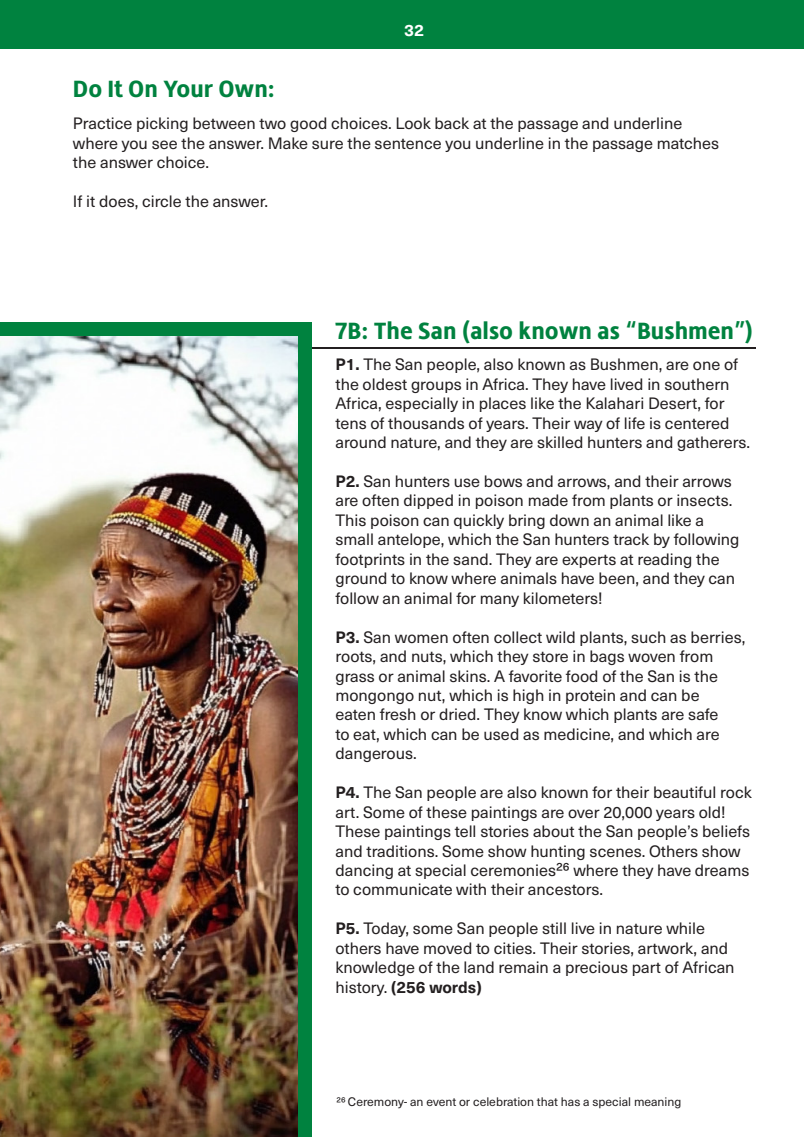 32
Do It On Your Own:
Practice picking between two good choices. Look back at the passage and underline
where you see the answer. Make sure the sentence you underline in the passage matches
the answer choice.
If it does, circle the answer.
7B: The San (also known as “Bushmen”)
P1. The San people, also known as Bushmen, are one of
the oldest groups in Africa. They have lived in southern
Africa, especially in places like the Kalahari Desert, for
tens of thousands of years. Their way of life is centered
around nature, and they are skilled hunters and gatherers.
P2. San hunters use bows and arrows, and their arrows
are often dipped in poison made from plants or insects.
This poison can quickly bring down an animal like a
small antelope, which the San hunters track by following
footprints in the sand. They are experts at reading the
ground to know where animals have been, and they can
follow an animal for many kilometers!
P3. San women often collect wild plants, such as berries,
roots, and nuts, which they store in bags woven from
grass or animal skins. A favorite food of the San is the
mongongo nut, which is high in protein and can be
eaten fresh or dried. They know which plants are safe
to eat, which can be used as medicine, and which are
dangerous.
P4. The San people are also known for their beautiful rock
art. Some of these paintings are over 20,000 years old!
These paintings tell stories about the San people’s beliefs
and traditions. Some show hunting scenes. Others show
dancing at special ceremonies²⁶ where they have dreams
to communicate with their ancestors.
P5. Today, some San people still live in nature while
others have moved to cities. Their stories, artwork, and
knowledge of the land remain a precious part of African
history. (256 words)
²⁶ Ceremony- an event or celebration that has a special meaning